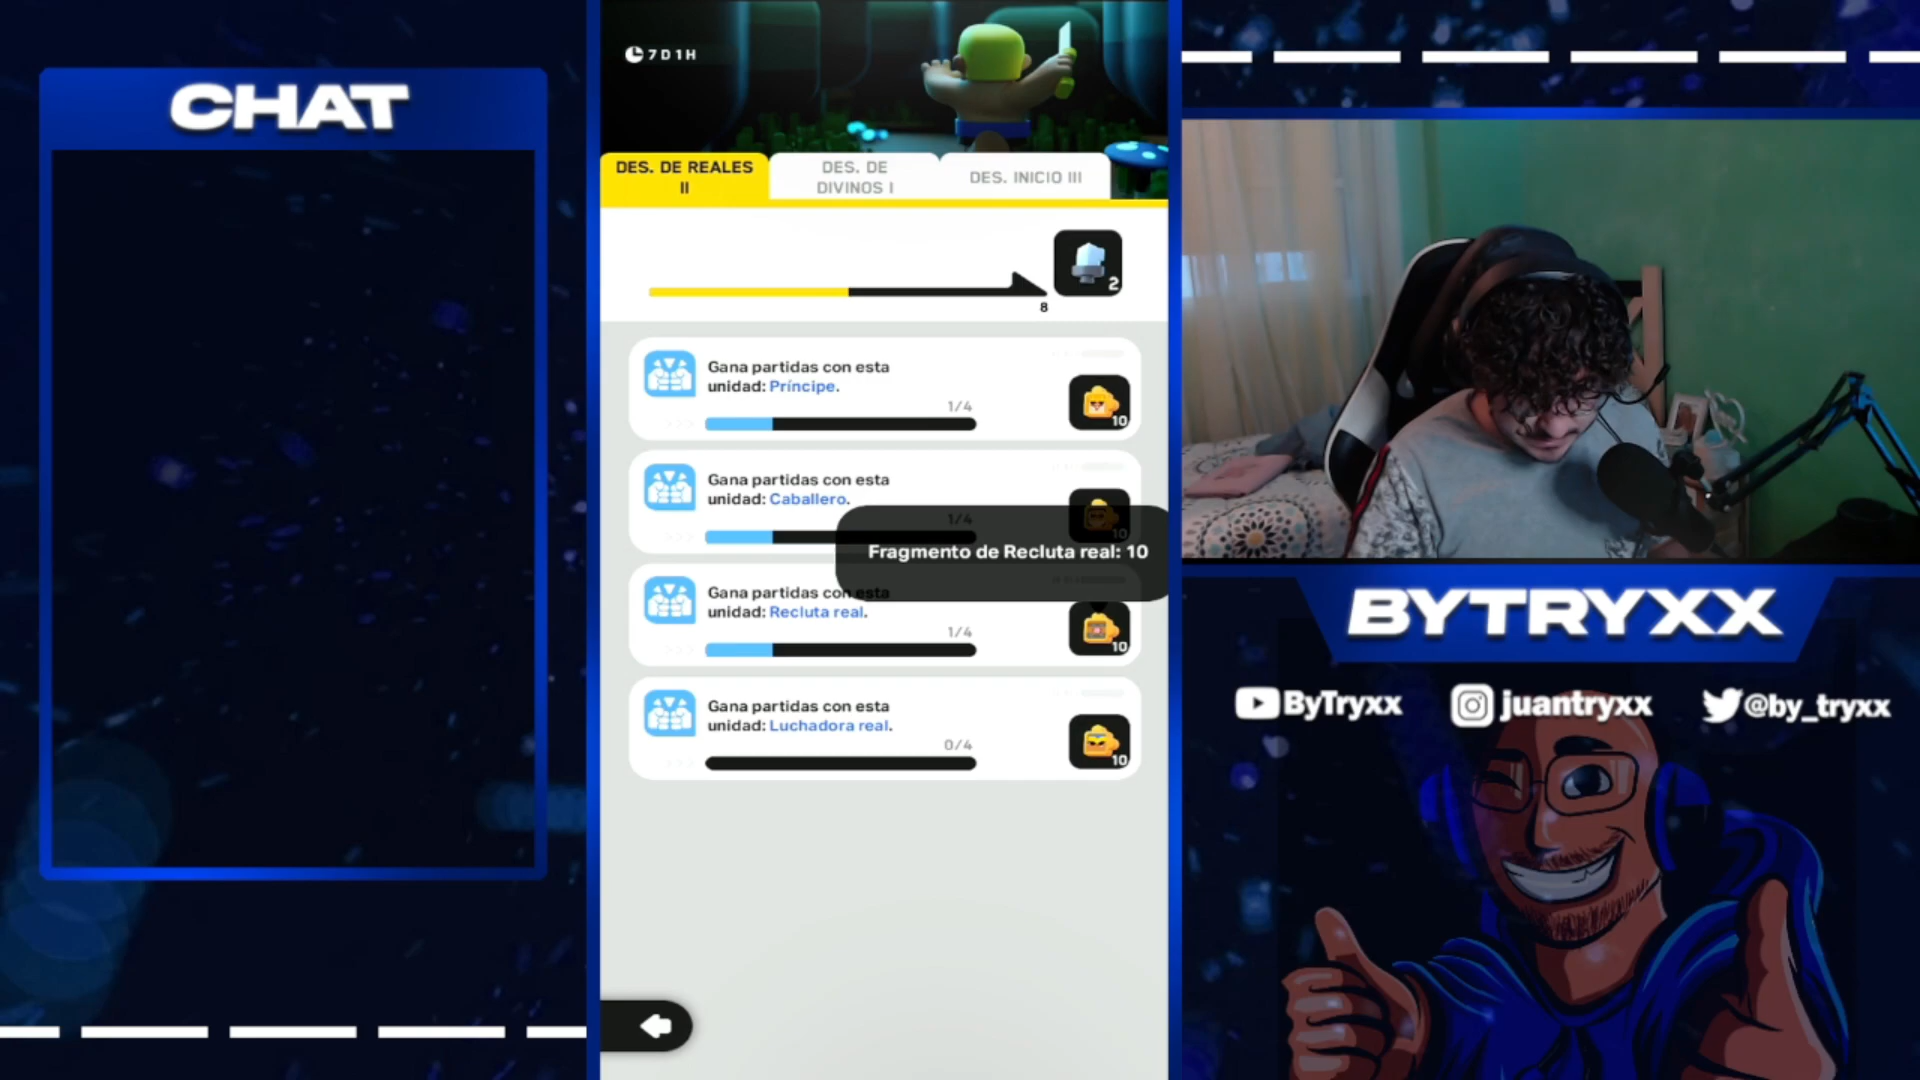 CHAT
7D1H
DES. DE REALES
II
DES. DE
DIVINOS I
DES. INICIO III
2
8
Gana partidas con esta
unidad: Príncipe.
1/4
10
Gana partidas con esta
unidad: Caballero.
1/4
10
Fragmento de Recluta real: 10
Gana partidas con esta
unidad: Recluta real.
1/4
10
Gana partidas con esta
unidad: Luchadora real.
0/4
10
BYTRYXX
ByTryxx
juantryxx
@by_tryxx